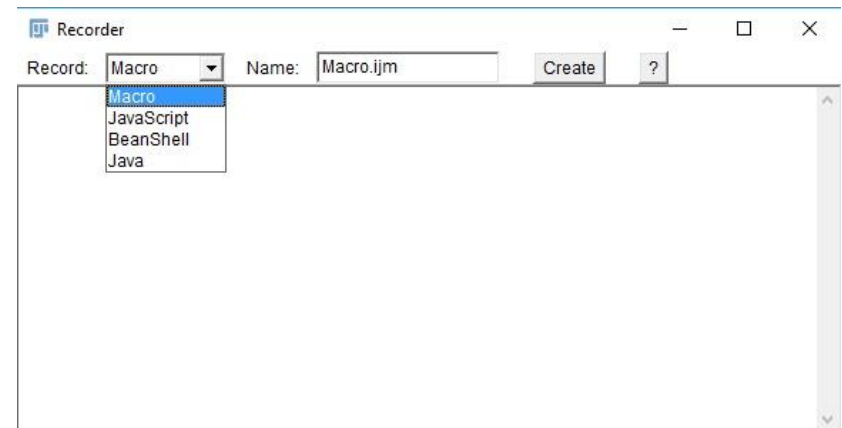 Recorder
Record: Macro Name: Macro.ijm Create ?
Macro
JavaScript
BeanShell
Java